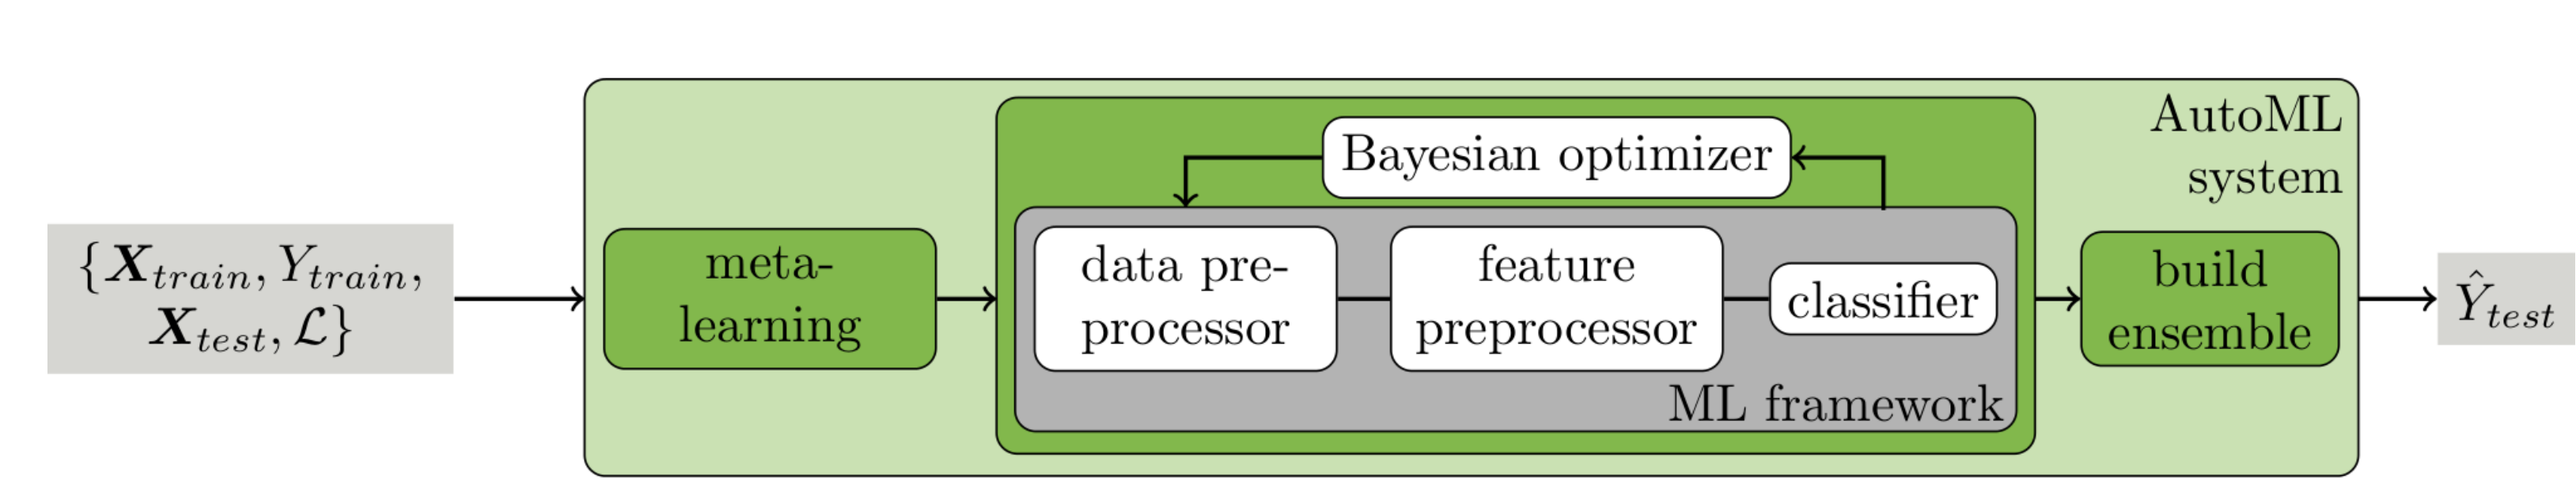 {X_train, Y_train,
X_test, ℒ}
meta-
learning
Bayesian optimizer
data pre-
processor
feature
preprocessor
classifier
ML framework
AutoML
system
build
ensemble
Ŷ_test